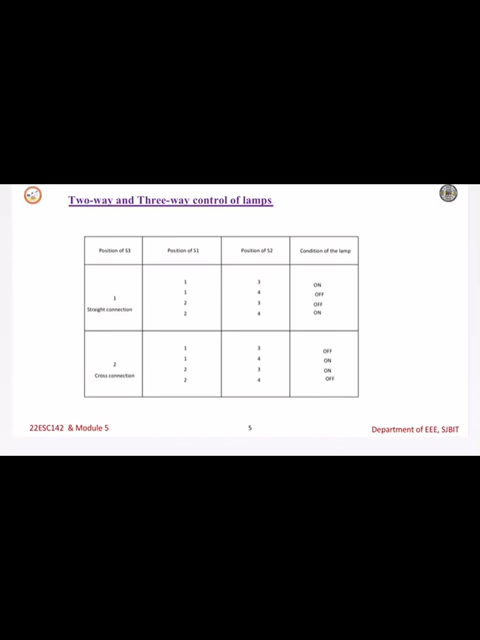 Two-way and Three-way control of lamps
Position of S3 Position of S1 Position of S2 Condition of the lamp
1
Straight connection
1 3 ON
1 4 OFF
2 3 OFF
2 4 ON
2
Cross connection
1 3 OFF
1 4 ON
2 3 ON
2 4 OFF
22ESC142 & Module 5 5 Department of EEE, SJBIT